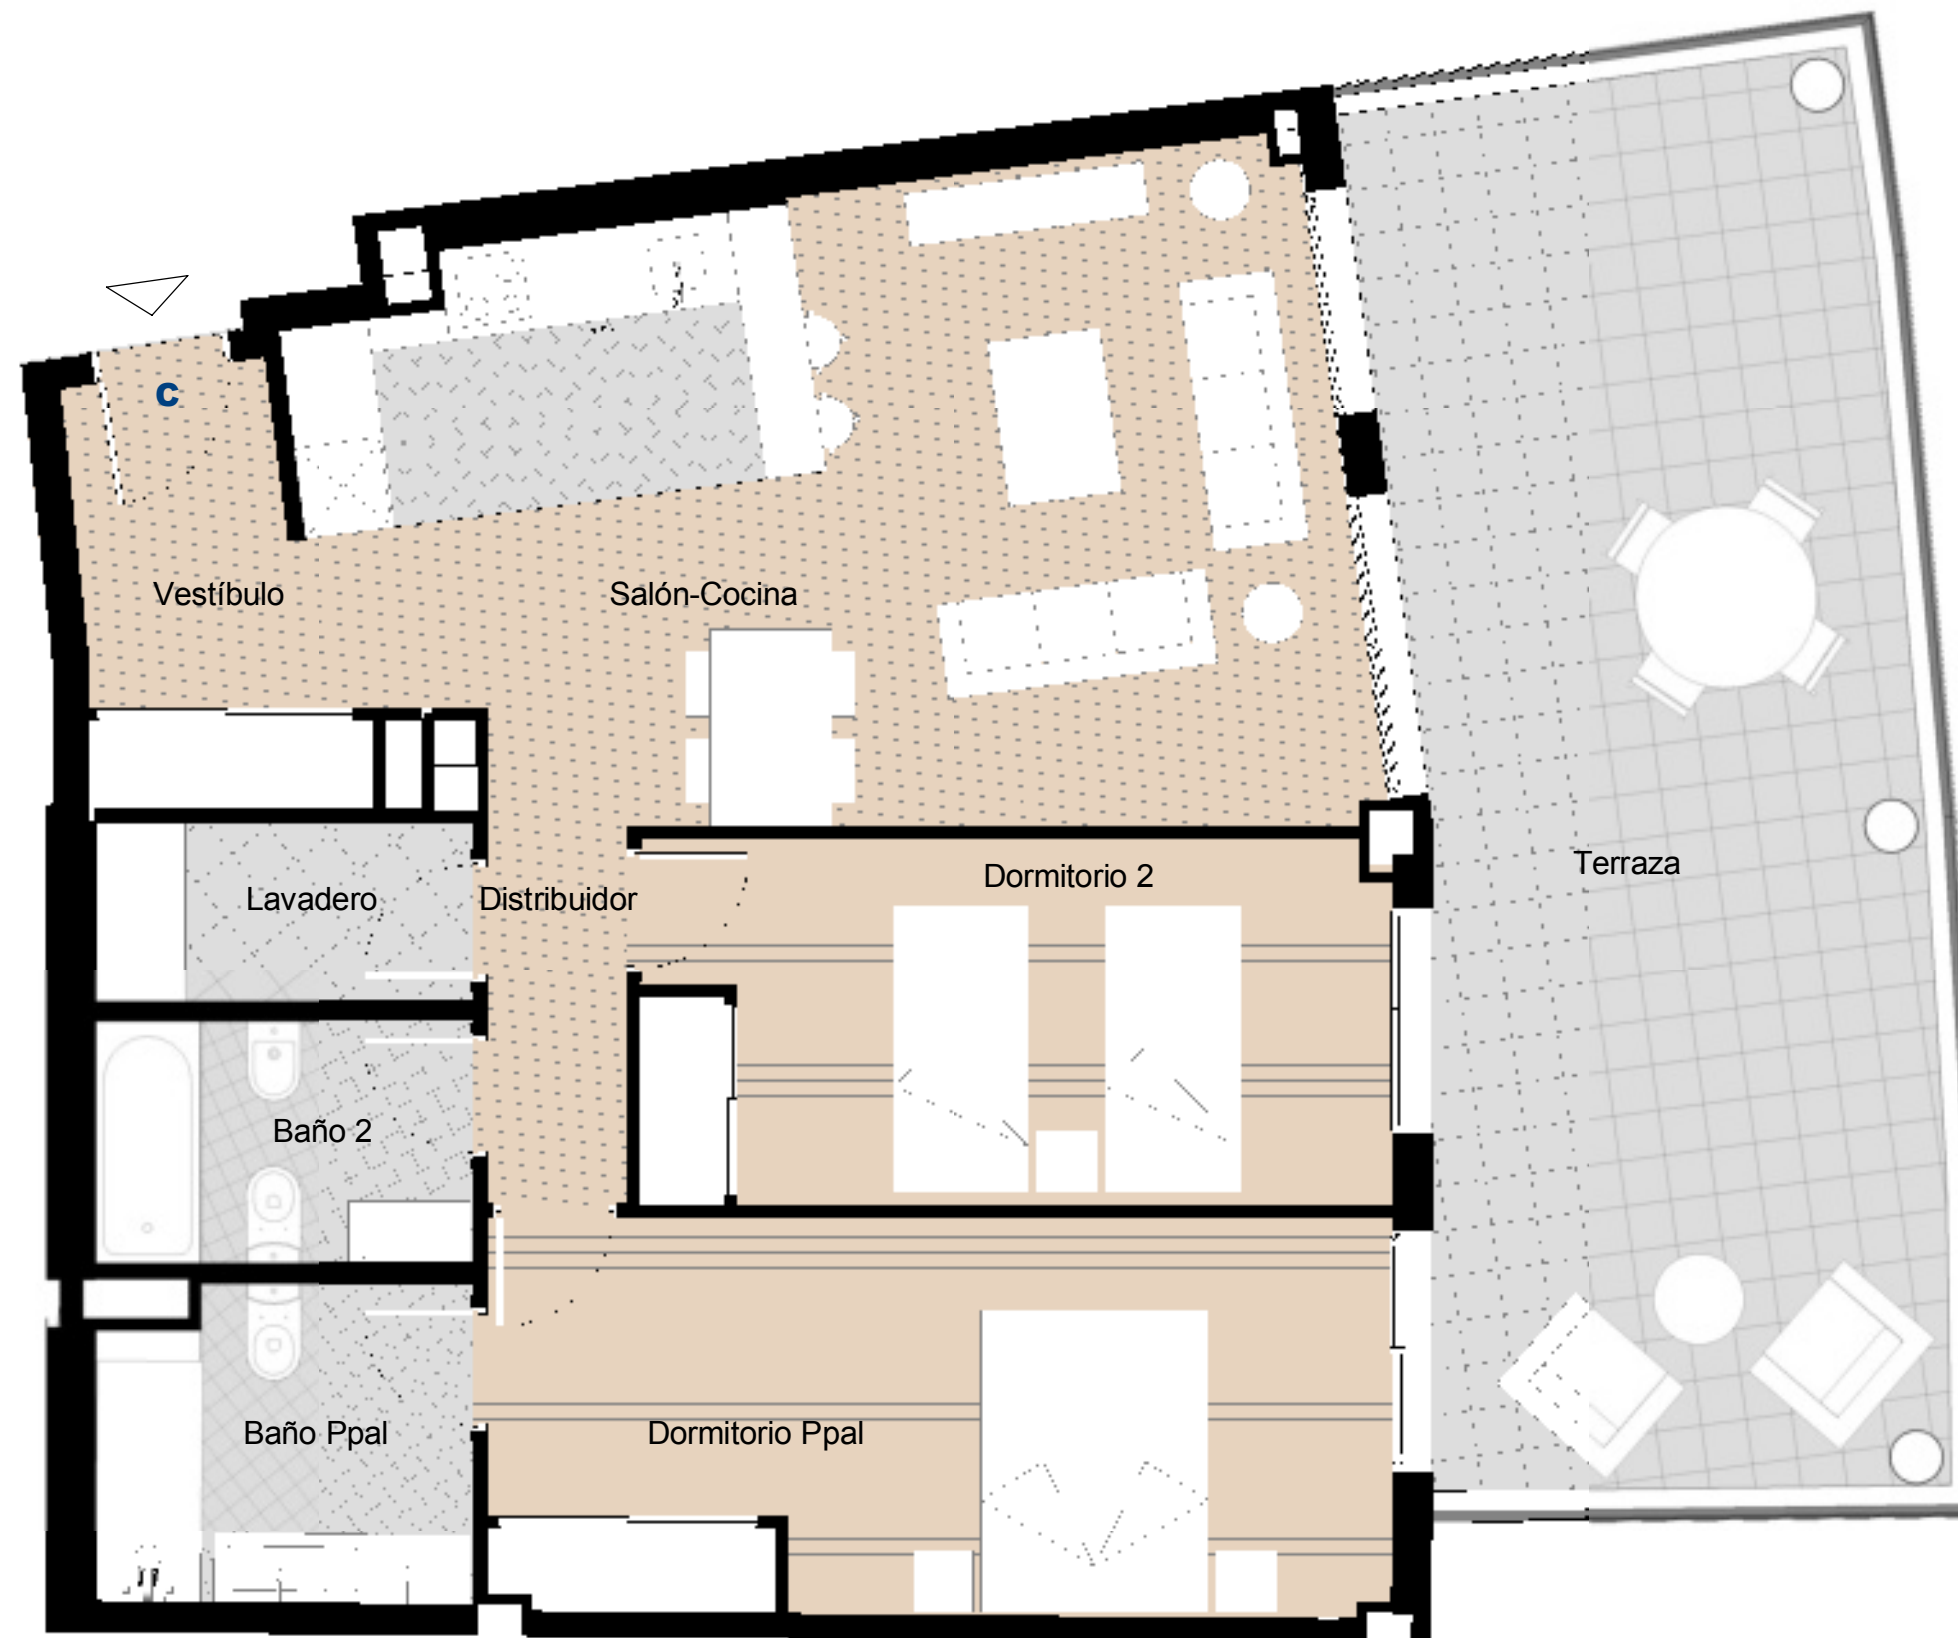 C
Vestíbulo
Salón-Cocina
Dormitorio 2
Terraza
Lavadero
Distribuidor
Baño 2
Baño Ppal
Dormitorio Ppal